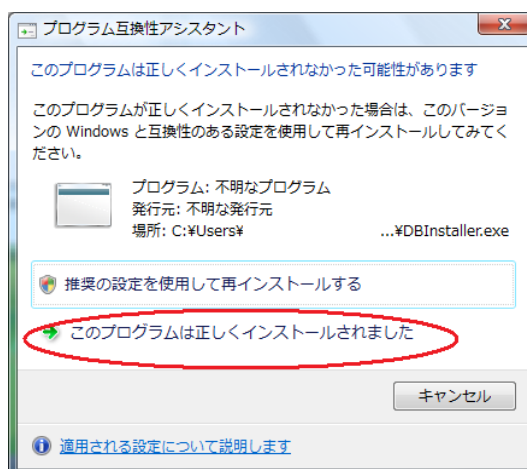 プログラム互換性アシスタント
このプログラムは正しくインストールされなかった可能性があります
このプログラムが正しくインストールされなかった場合は、このバージョ
ンの Windows と互換性のある設定を使用して再インストールしてみてく
ださい。
プログラム: 不明なプログラム
発行元: 不明な発行元
場所: C:¥Users¥ ...¥DBInstaller.exe
推奨の設定を使用して再インストールする
このプログラムは正しくインストールされました
キャンセル
適用される設定について説明します